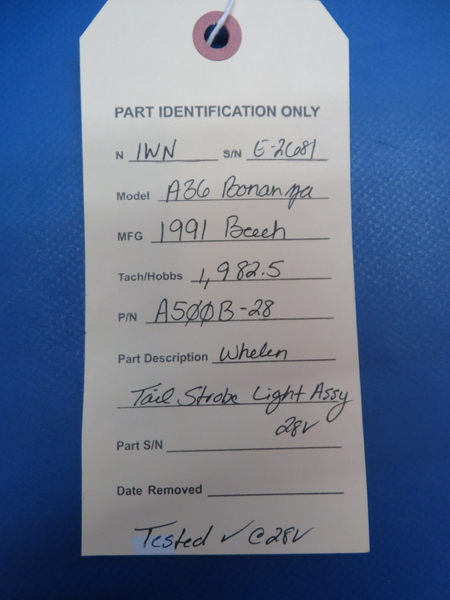 PART IDENTIFICATION ONLY
N 1WN S/N E-2681
Model A36 Bonanza
MFG 1991 Beech
Tach/Hobbs 1,982.5
P/N A500B-28
Part Description Whelen
Tail Strobe Light Assy
28V
Part S/N
Date Removed
Tested ✓ @28V